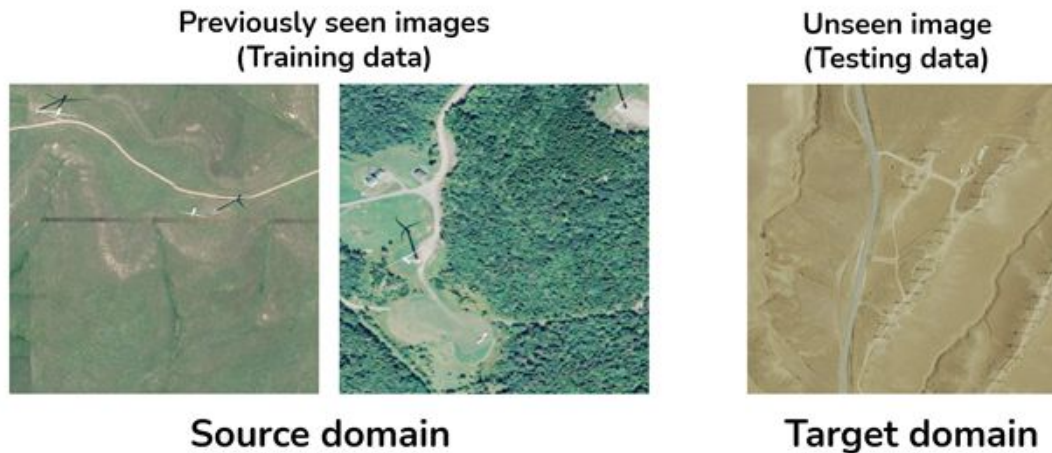 Previously seen images
(Training data)
Unseen image
(Testing data)
Source domain
Target domain